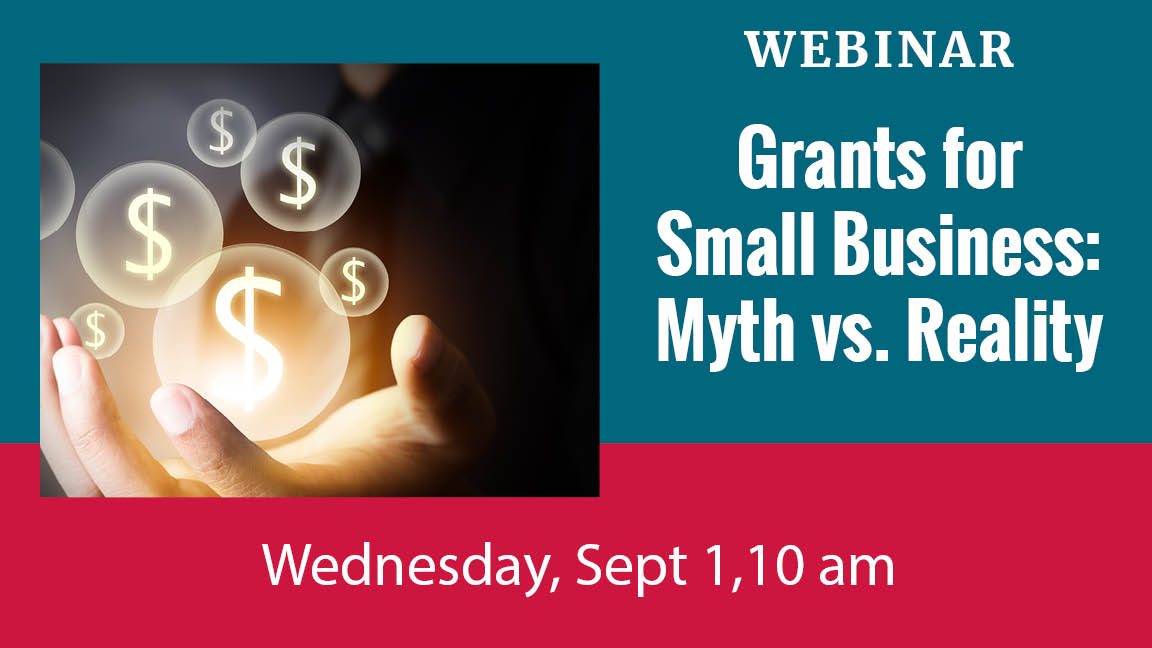 WEBINAR
Grants for
Small Business:
Myth vs. Reality
$
$
$
$
$
$
Wednesday, Sept 1,10 am